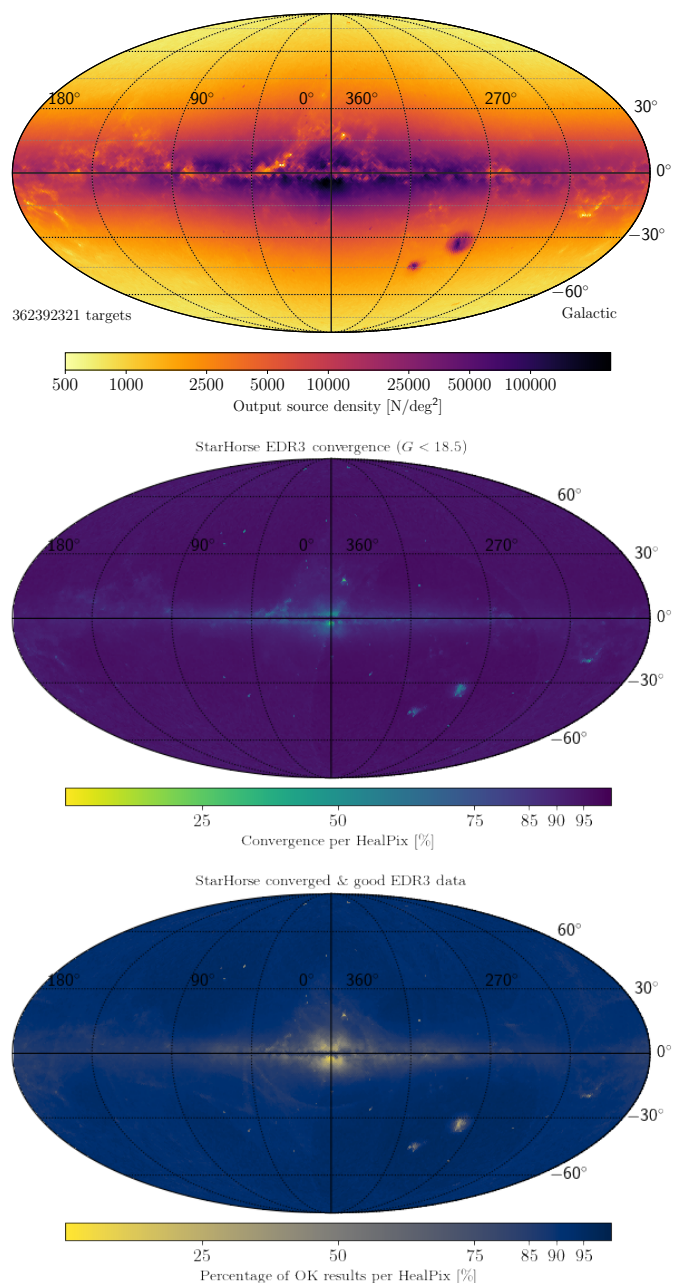 180° 90° 0° 360° 270° 30°
0°
−30°
−60°
362392321 targets Galactic
500 1000 2500 5000 10000 25000 50000 100000
Output source density [N/deg²]
StarHorse EDR3 convergence (G < 18.5)
60°
180° 90° 0° 360° 270° 30°
0°
−30°
−60°
25 50 75 85 90 95
Convergence per HealPix [%]
StarHorse converged & good EDR3 data
60°
180° 90° 0° 360° 270° 30°
0°
−30°
−60°
25 50 75 85 90 95
Percentage of OK results per HealPix [%]